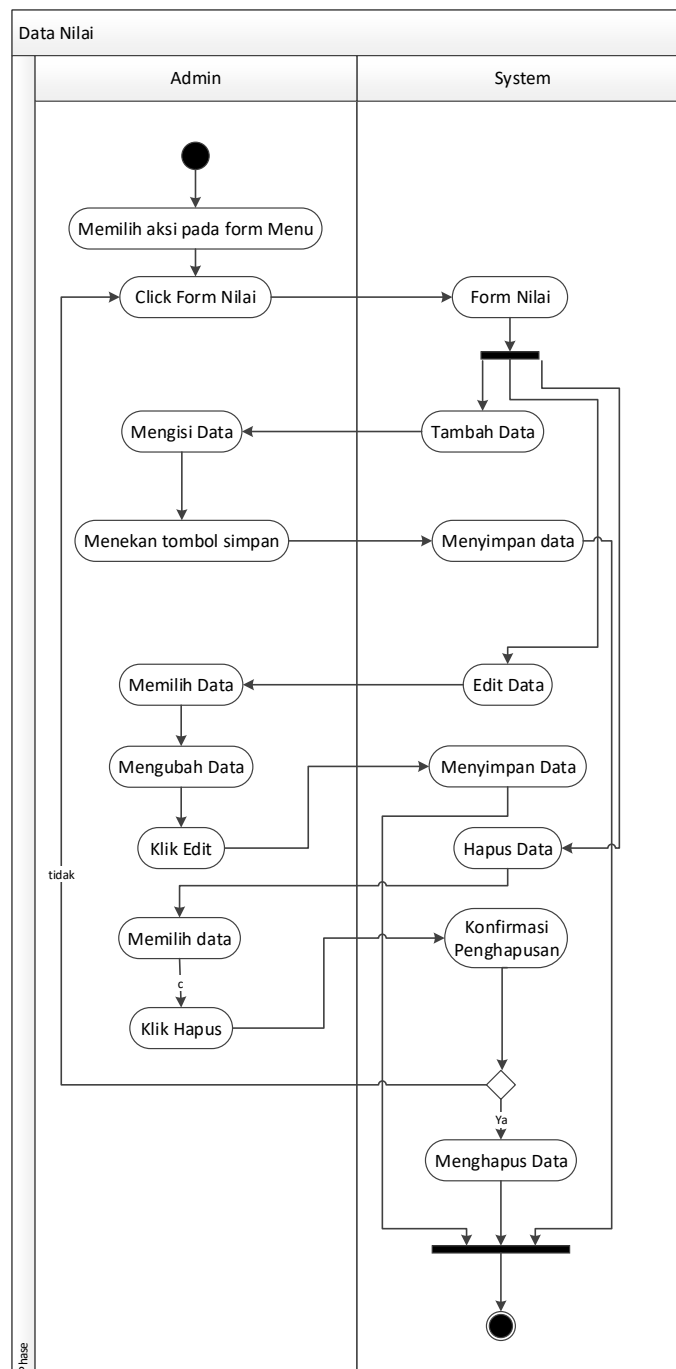 Data Nilai
Admin
System
Memilih aksi pada form Menu
Click Form Nilai
Form Nilai
Mengisi Data
Tambah Data
Menekan tombol simpan
Menyimpan data
Memilih Data
Edit Data
Mengubah Data
Menyimpan Data
Klik Edit
Hapus Data
tidak
Memilih data
Konfirmasi
Penghapusan
c
Klik Hapus
Ya
Menghapus Data
Phase